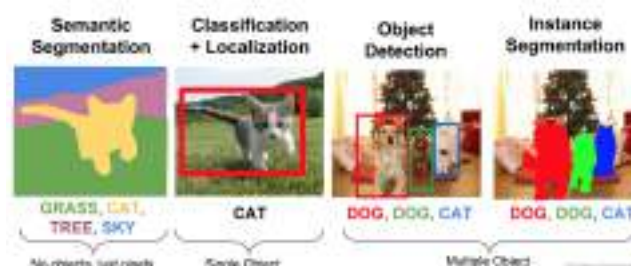 Semantic
Segmentation
Classification
+ Localization
Object
Detection
Instance
Segmentation
GRASS, CAT,
TREE, SKY
CAT
DOG, DOG, CAT
DOG, DOG, CAT
No objects, just pixels
Single Object
Multiple Object